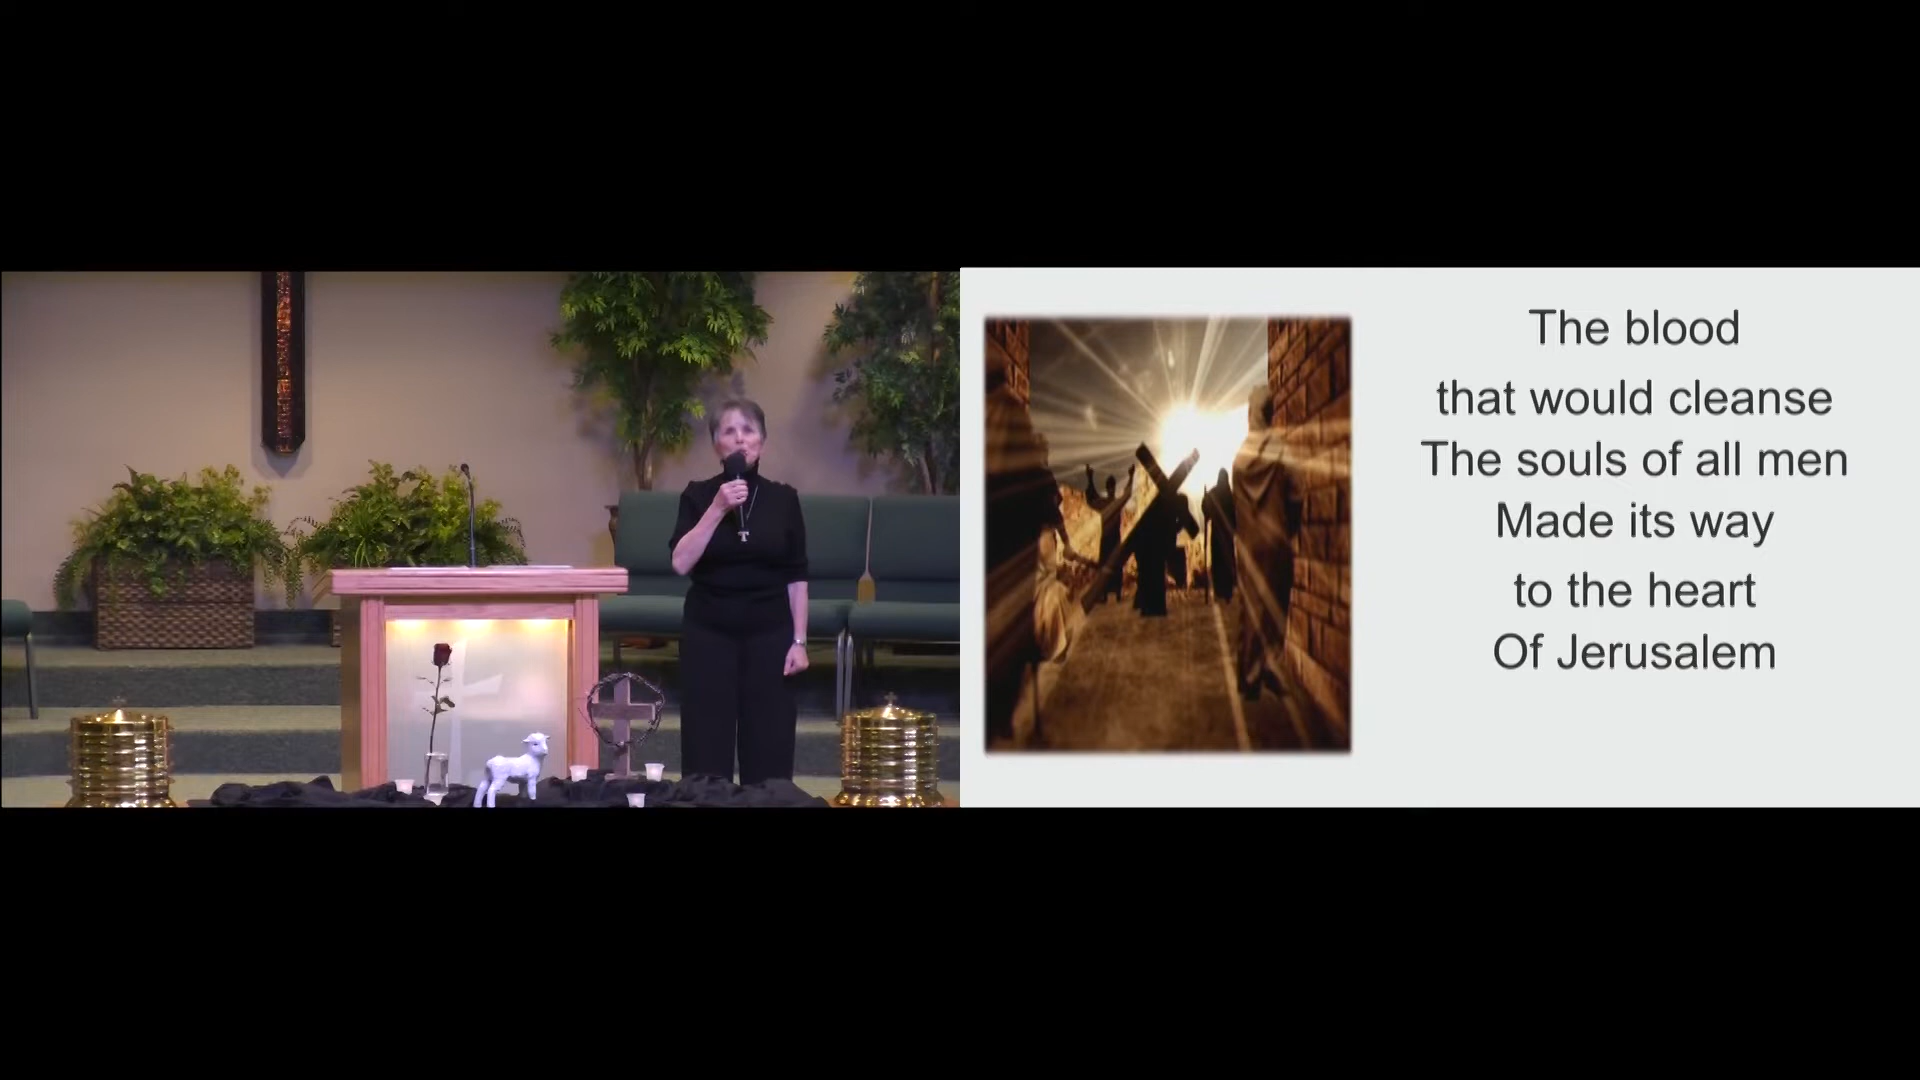 The blood
that would cleanse
The souls of all men
Made its way
to the heart
Of Jerusalem